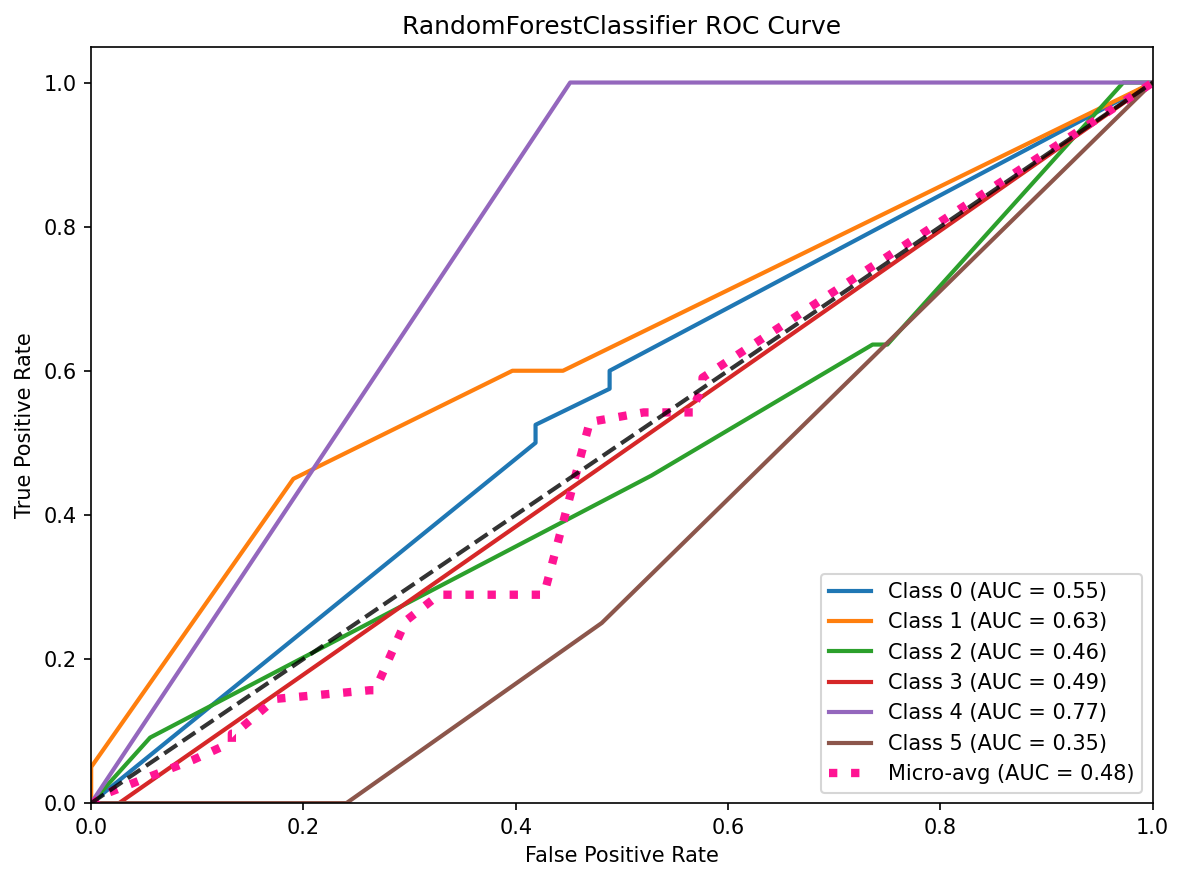 RandomForestClassifier ROC Curve
True Positive Rate
1.0
0.8
0.6
0.4
0.2
0.0
0.0 0.2 0.4 0.6 0.8 1.0
False Positive Rate
Class 0 (AUC = 0.55)
Class 1 (AUC = 0.63)
Class 2 (AUC = 0.46)
Class 3 (AUC = 0.49)
Class 4 (AUC = 0.77)
Class 5 (AUC = 0.35)
Micro-avg (AUC = 0.48)